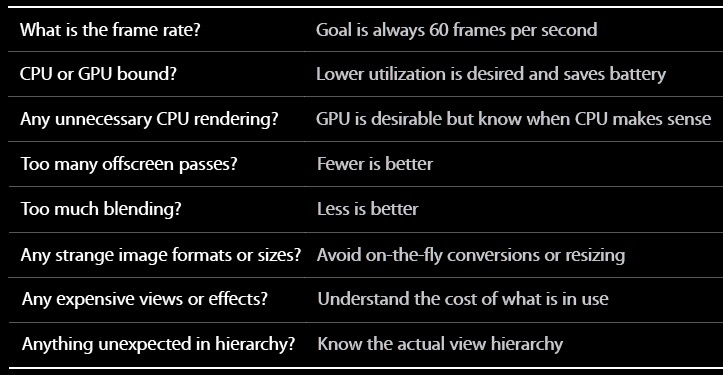 What is the frame rate? Goal is always 60 frames per second
CPU or GPU bound? Lower utilization is desired and saves battery
Any unnecessary CPU rendering? GPU is desirable but know when CPU makes sense
Too many offscreen passes? Fewer is better
Too much blending? Less is better
Any strange image formats or sizes? Avoid on-the-fly conversions or resizing
Any expensive views or effects? Understand the cost of what is in use
Anything unexpected in hierarchy? Know the actual view hierarchy